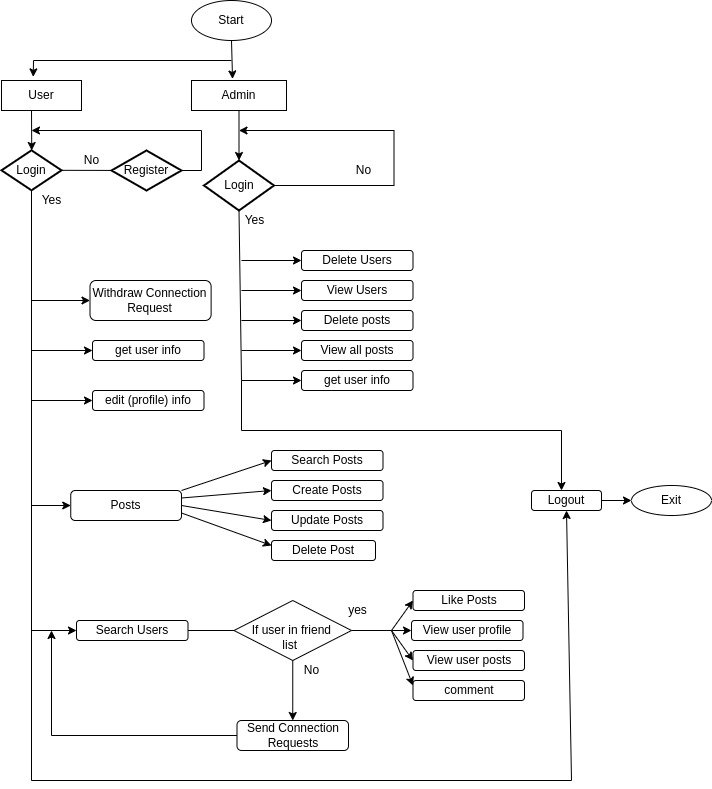 Start
User
Admin
Login
No
Register
Login
No
Yes
Yes
Delete Users
View Users
Delete posts
View all posts
get user info
Withdraw Connection
Request
get user info
edit (profile) info
Posts
Search Posts
Create Posts
Update Posts
Delete Post
Logout
Exit
Search Users
If user in friend
list
yes
No
Like Posts
View user profile
View user posts
comment
Send Connection
Requests